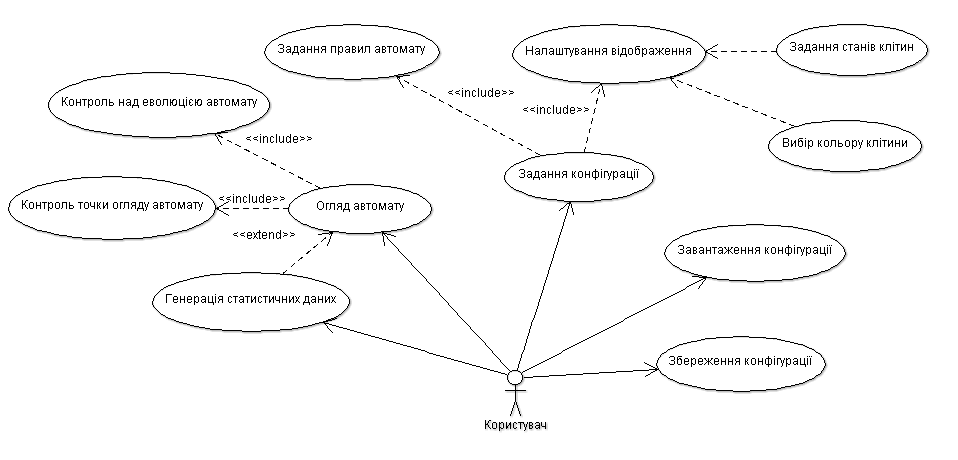 Задання правил автомату
Налаштування відображення
Задання станів клітин
Контроль над еволюцією автомату
<<include>>
<<include>>
<<include>>
Вибір кольору клітини
Задання конфігурації
Контроль точки огляду автомату
<<include>>
Огляд автомату
<<extend>>
Завантаження конфігурації
Генерація статистичних даних
Збереження конфігурації
Користувач